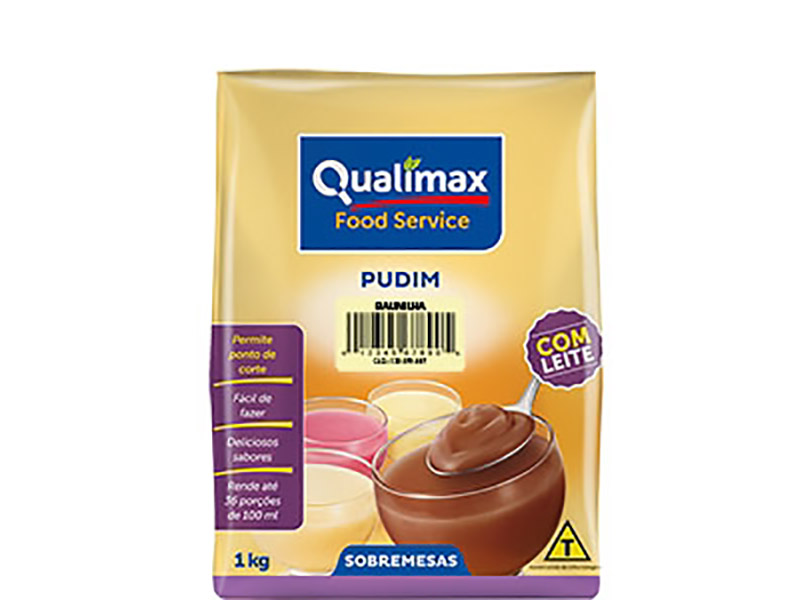 Qualimax
Food Service
PUDIM
BAUNILHA
Permite
ponto de
corte
Fácil de
fazer
Deliciosos
sabores
Rende até
36 porções
de 100 ml
COM
LEITE
T
1 kg
SOBREMESAS